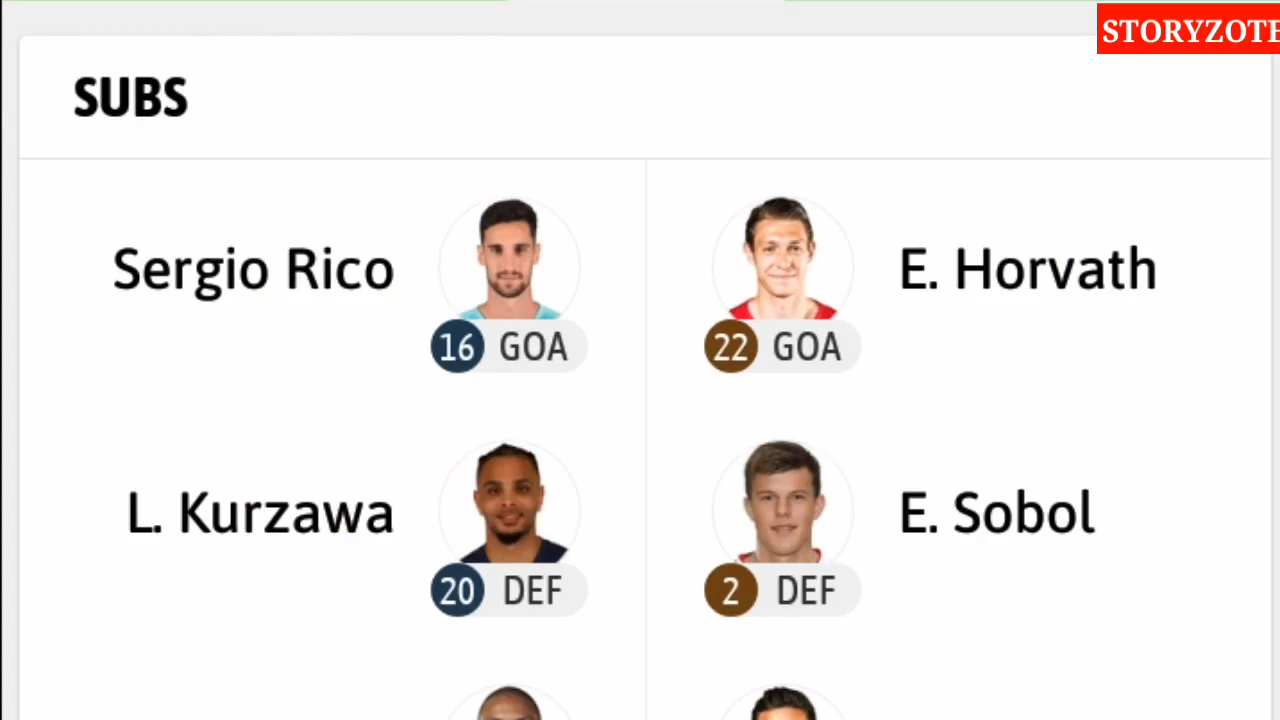 STORYZOTE
SUBS
Sergio Rico
16 GOA
22 GOA
E. Horvath
L. Kurzawa
20 DEF
2 DEF
E. Sobol